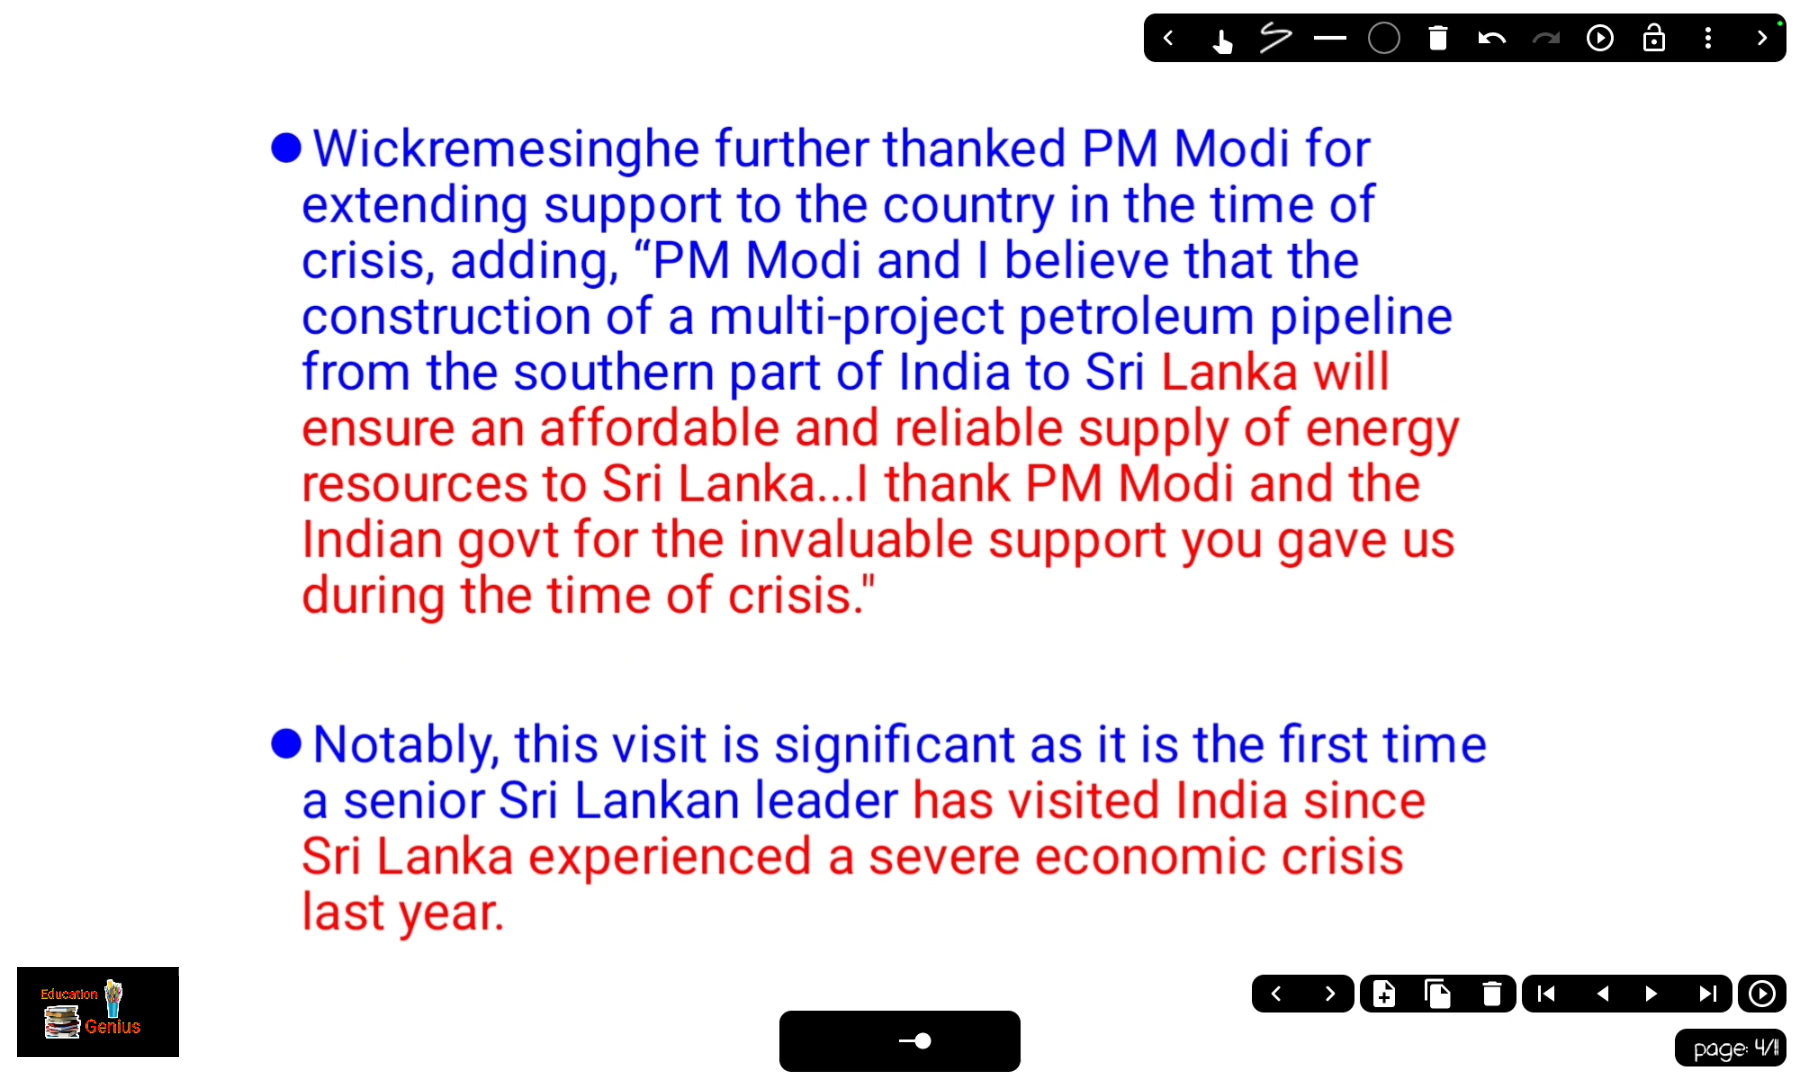 ● Wickremesinghe further thanked PM Modi for
extending support to the country in the time of
crisis, adding, “PM Modi and I believe that the
construction of a multi-project petroleum pipeline
from the southern part of India to Sri Lanka will
ensure an affordable and reliable supply of energy
resources to Sri Lanka...I thank PM Modi and the
Indian govt for the invaluable support you gave us
during the time of crisis."
● Notably, this visit is significant as it is the first time
a senior Sri Lankan leader has visited India since
Sri Lanka experienced a severe economic crisis
last year.
Education
Genius
page: 4/11